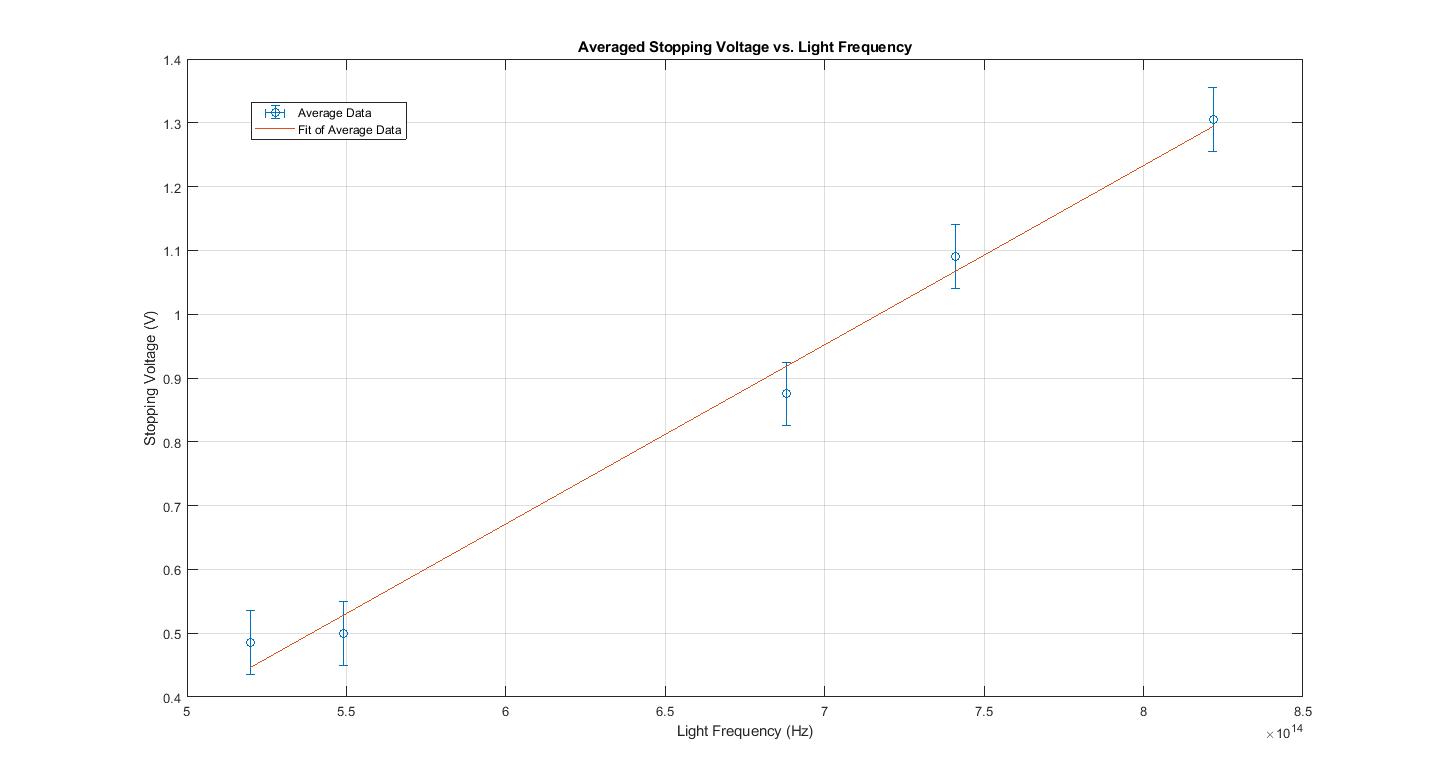 Averaged Stopping Voltage vs. Light Frequency
1.4
1.3
1.2
1.1
1
0.9
0.8
0.7
0.6
0.5
0.4
Stopping Voltage (V)
Average Data
Fit of Average Data
5 5.5 6 6.5 7 7.5 8 8.5
Light Frequency (Hz)
×10^14